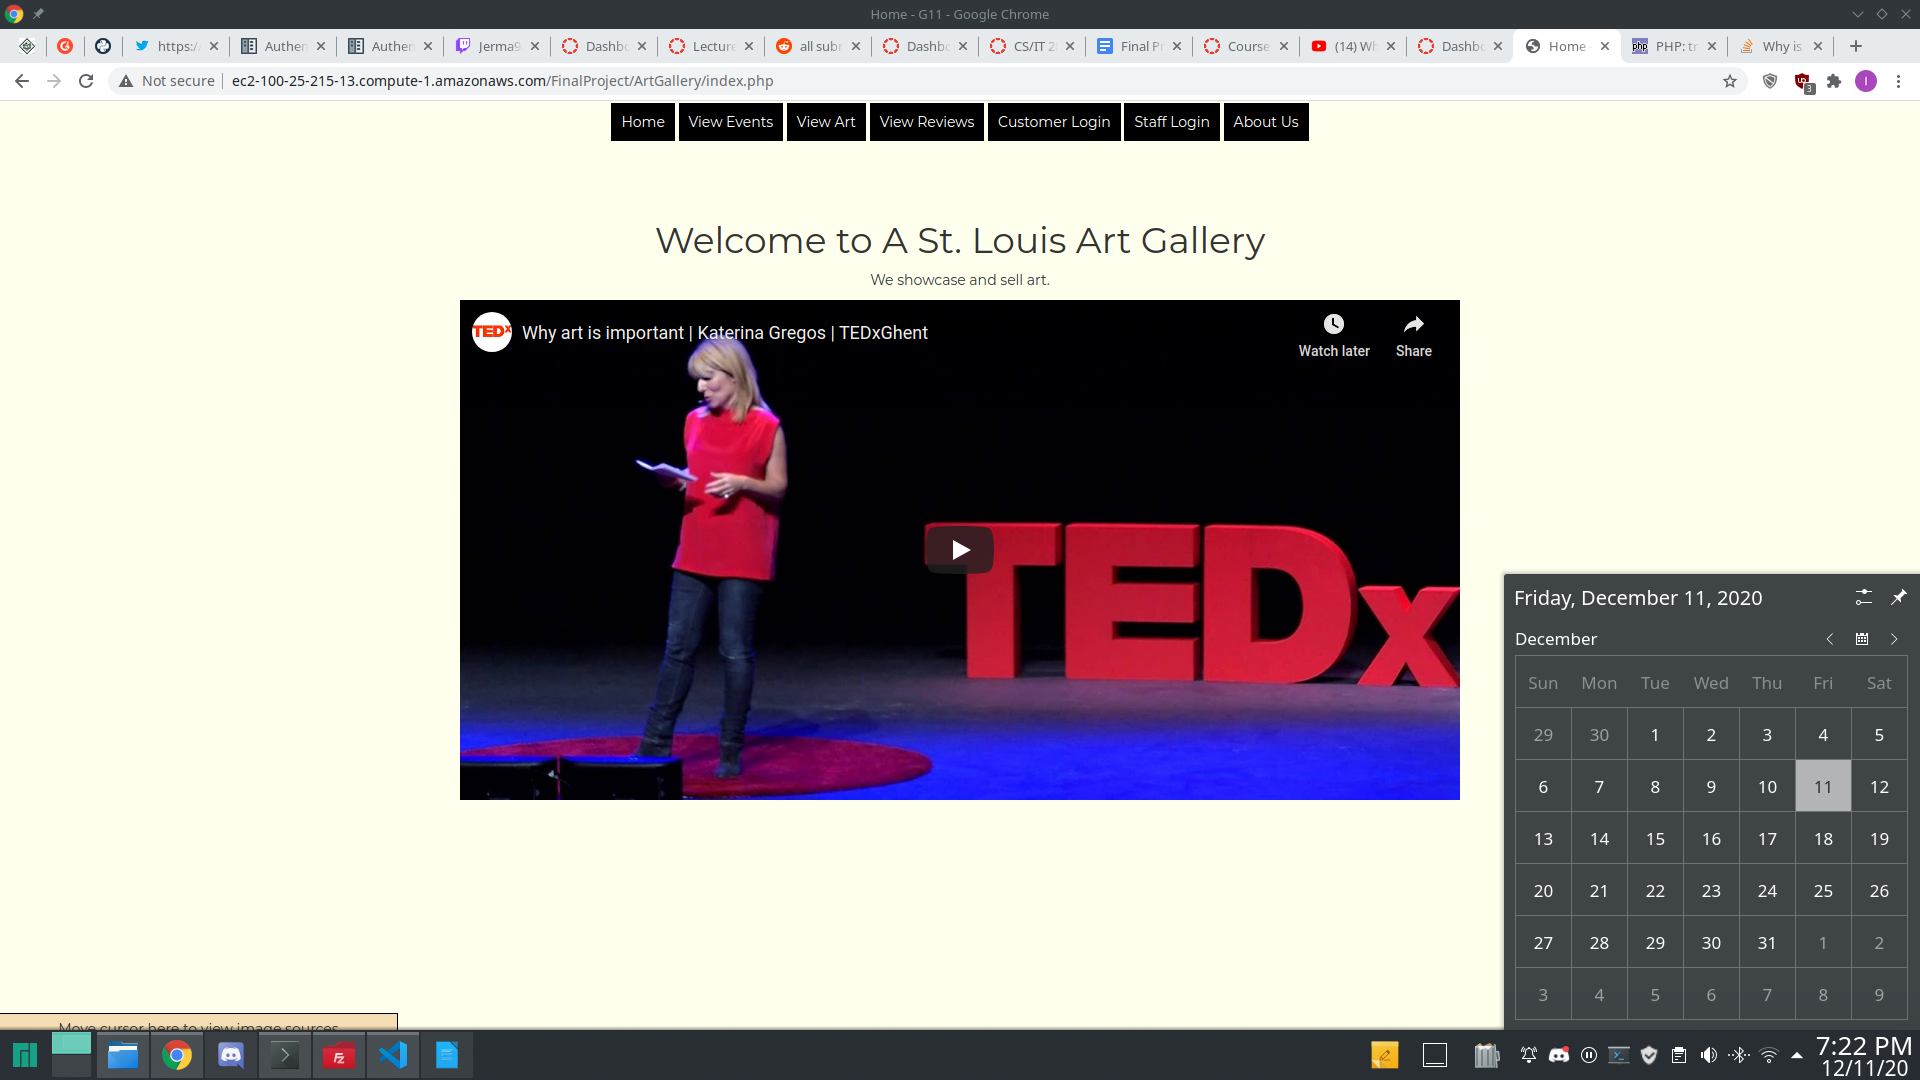 Home - G11 - Google Chrome
https:/
Authen
Authen
Jerma9
Dashbo
Lecture
all subr
Dashbo
CS/IT 2
Final Pr
Course
(14) Wh
Dashbo
Home -
PHP: tr
Why is
Not secure
ec2-100-25-215-13.compute-1.amazonaws.com/FinalProject/ArtGallery/index.php
3
I
Home View Events View Art View Reviews Customer Login Staff Login About Us
Welcome to A St. Louis Art Gallery
We showcase and sell art.
TEDx
Why art is important | Katerina Gregos | TEDxGhent
Watch later
Share
TEDx
Friday, December 11, 2020
December
Sun Mon Tue Wed Thu Fri Sat
29 30 1 2 3 4 5
6 7 8 9 10 11 12
13 14 15 16 17 18 19
20 21 22 23 24 25 26
27 28 29 30 31 1 2
3 4 5 6 7 8 9
Move cursor here to view image sources
Fz
7:22 PM
12/11/20